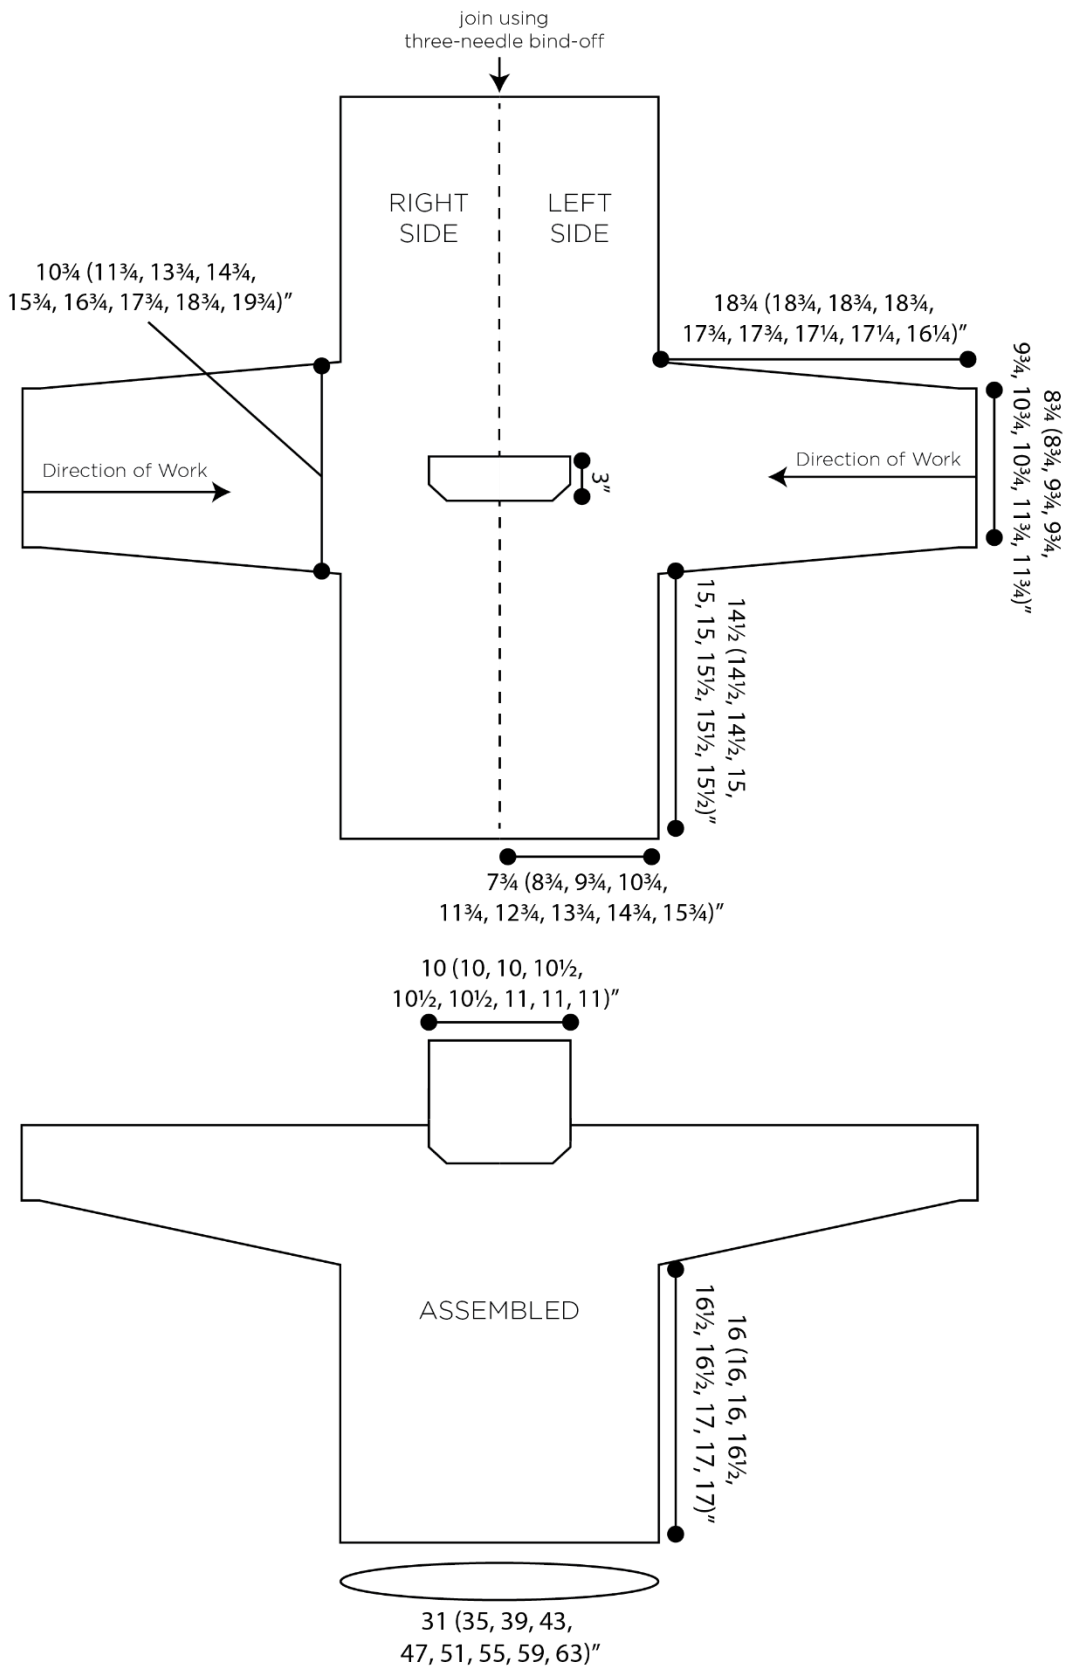 join using
three-needle bind-off
RIGHT
SIDE
LEFT
SIDE
10¾ (11¾, 13¾, 14¾,
15¾, 16¾, 17¾, 18¾, 19¾)”
18¾ (18¾, 18¾, 18¾,
17¾, 17¾, 17¼, 17¼, 16¼)”
8¾ (8¾, 9¾, 9¾,
9¾, 10¾, 10¾, 11¾, 11¾)”
Direction of Work
Direction of Work
3”
14½ (14½, 14½, 15,
15, 15, 15½, 15½, 15½)”
7¾ (8¾, 9¾, 10¾,
11¾, 12¾, 13¾, 14¾, 15¾)”
10 (10, 10, 10½,
10½, 10½, 11, 11, 11)”
ASSEMBLED
16 (16, 16, 16½,
16½, 16½, 17, 17, 17)”
31 (35, 39, 43,
47, 51, 55, 59, 63)”